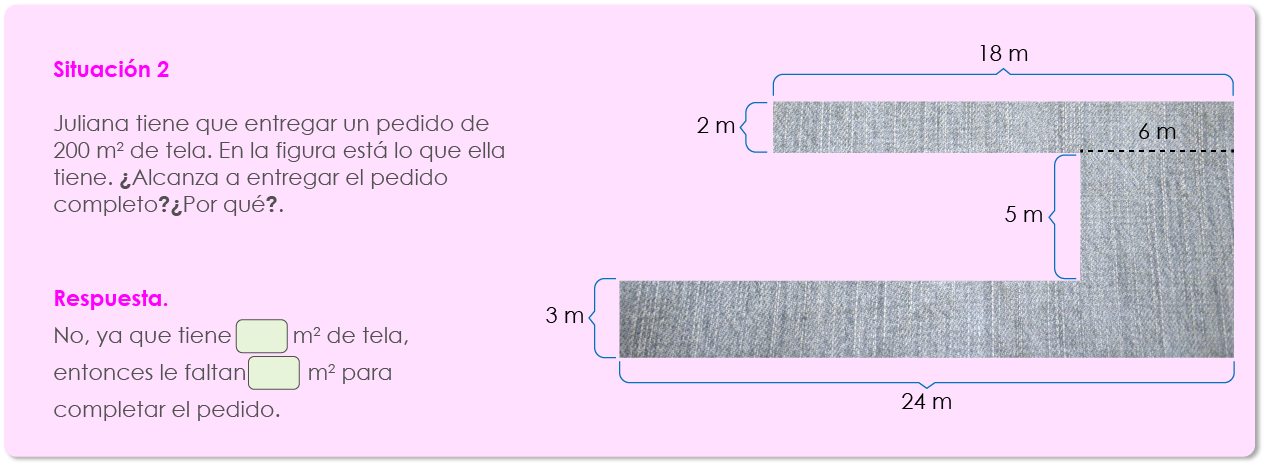 Situación 2
Juliana tiene que entregar un pedido de
200 m² de tela. En la figura está lo que ella
tiene. ¿Alcanza a entregar el pedido
completo?¿Por qué?.
Respuesta.
No, ya que tiene m² de tela,
entonces le faltan m² para
completar el pedido.
18 m
2 m
6 m
5 m
3 m
24 m